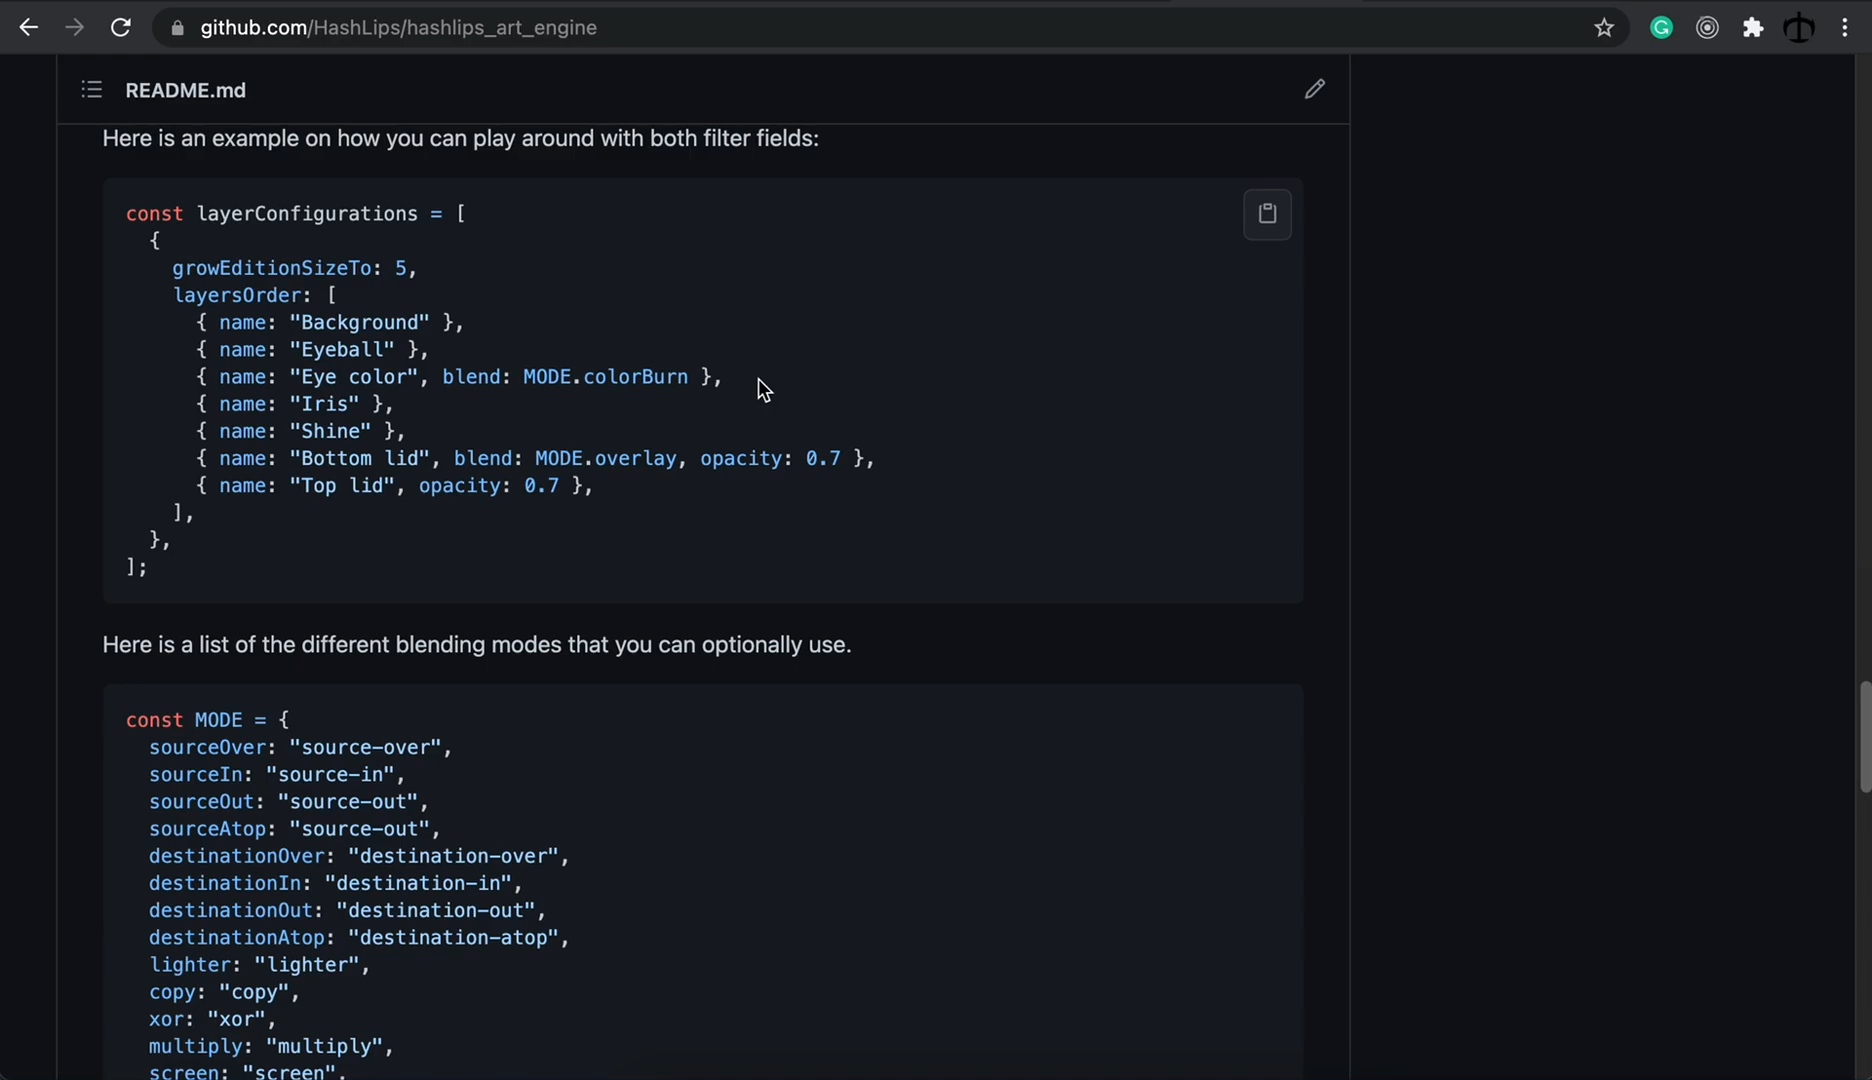 github.com/HashLips/hashlips_art_engine
README.md
Here is an example on how you can play around with both filter fields:
const layerConfigurations = [
  {
    growEditionSizeTo: 5,
    layersOrder: [
      { name: "Background" },
      { name: "Eyeball" },
      { name: "Eye color", blend: MODE.colorBurn },
      { name: "Iris" },
      { name: "Shine" },
      { name: "Bottom lid", blend: MODE.overlay, opacity: 0.7 },
      { name: "Top lid", opacity: 0.7 },
    ],
  },
];
Here is a list of the different blending modes that you can optionally use.
const MODE = {
  sourceOver: "source-over",
  sourceIn: "source-in",
  sourceOut: "source-out",
  sourceAtop: "source-out",
  destinationOver: "destination-over",
  destinationIn: "destination-in",
  destinationOut: "destination-out",
  destinationAtop: "destination-atop",
  lighter: "lighter",
  copy: "copy",
  xor: "xor",
  multiply: "multiply",
  screen: "screen",